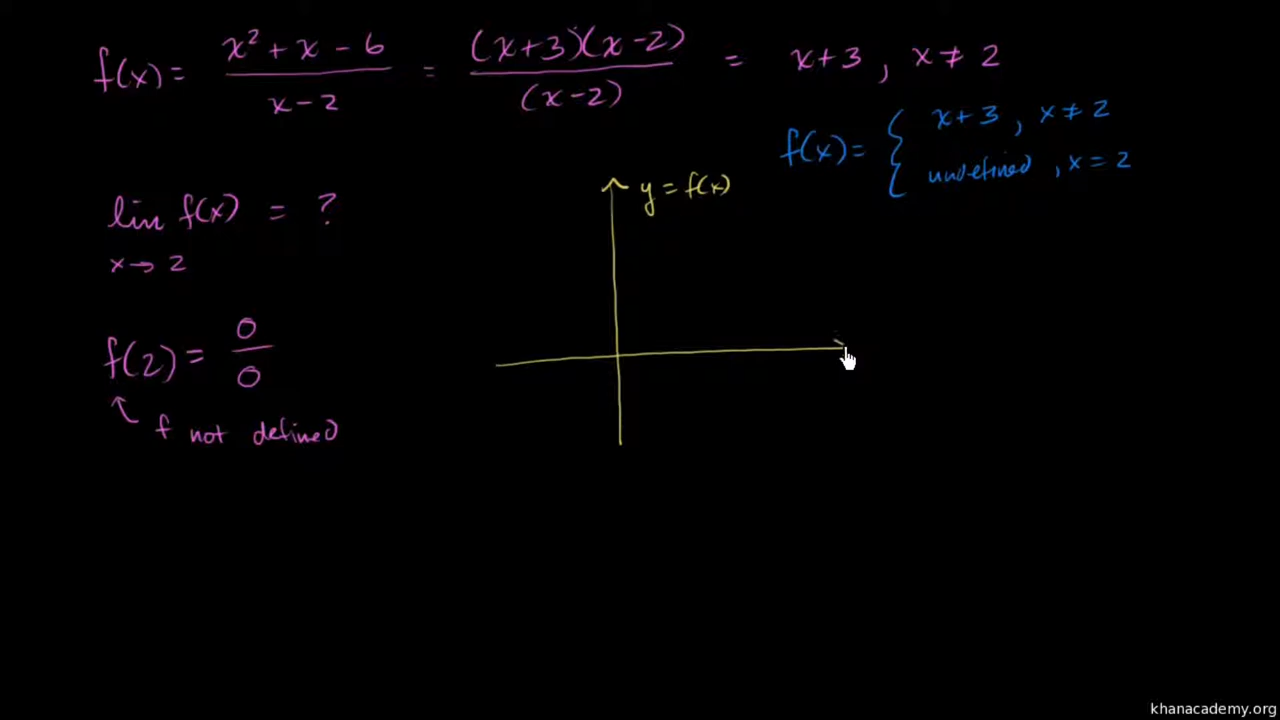 f(x) = x² + x - 6 / x - 2 = (x+3)(x-2) / (x-2) = x+3 , x ≠ 2
f(x) = { x+3 , x ≠ 2
undefined , x = 2
y = f(x)
lim f(x) = ?
x → 2
f(2) = 0/0
f not defined
khanacademy.org